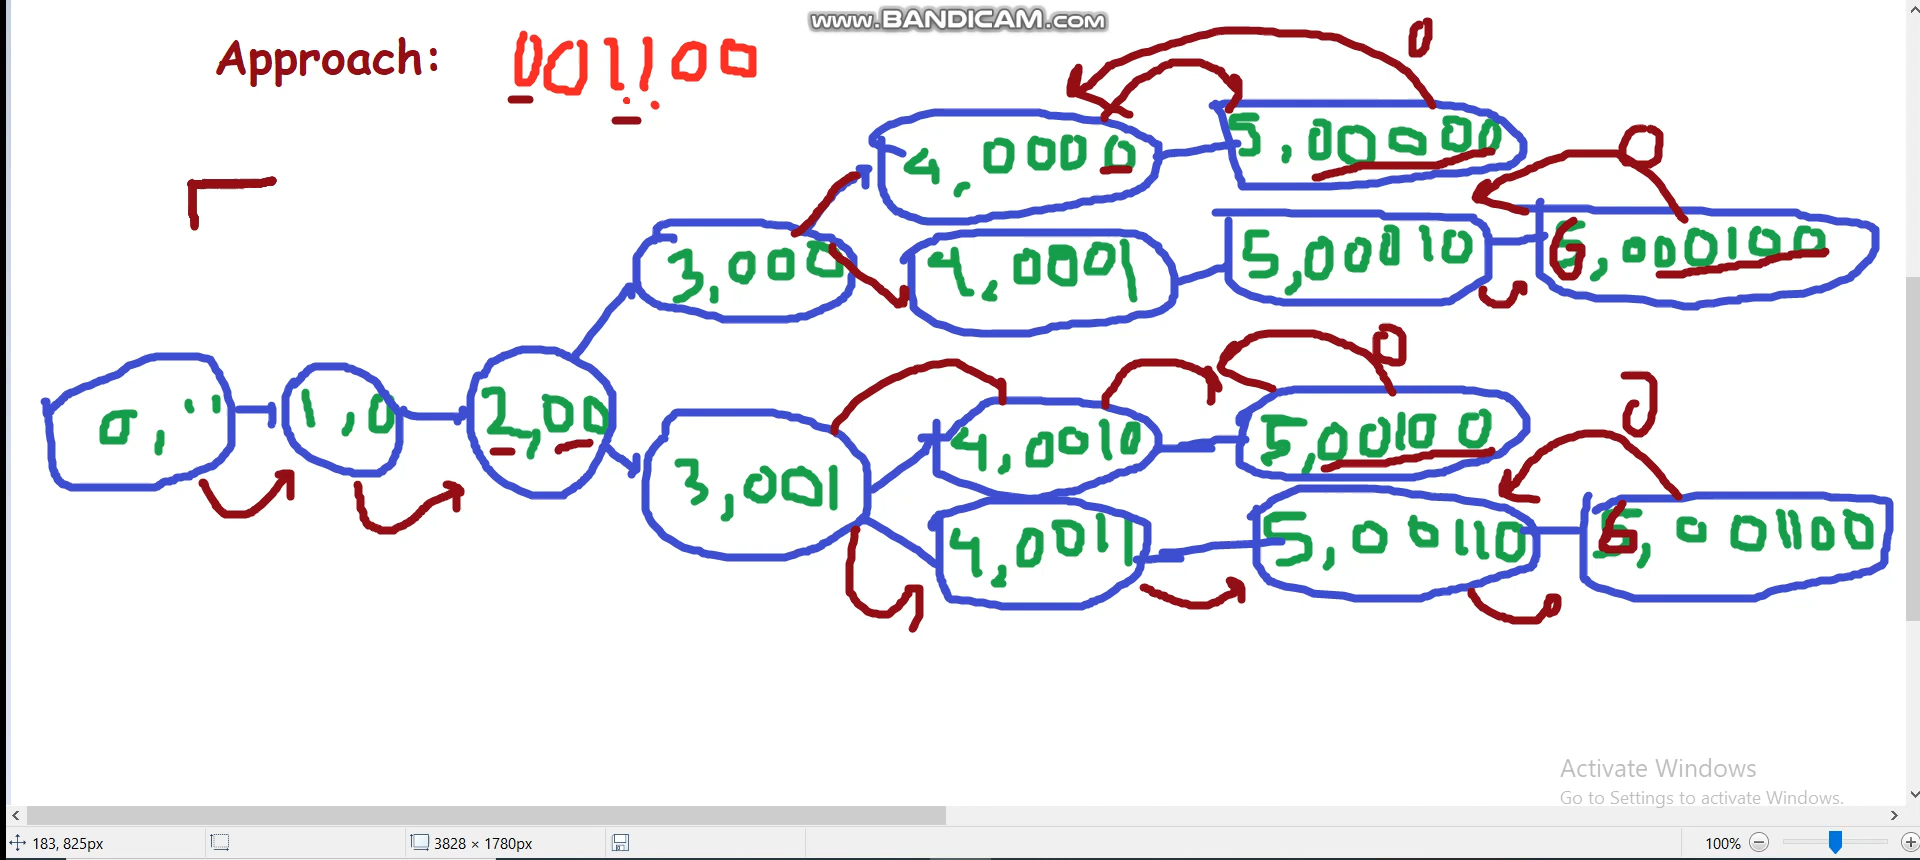 www.BANDICAM.com
Approach: 001100
0
4,0000 5,00000
0
3,000 4,0001 5,00010 6,000100
0
0,'' 1,0 2,00
3,001 4,0010 5,00100
4,0011 5,00110 6,001100
Activate Windows
Go to Settings to activate Windows.
183, 825px 3828 × 1780px 100%